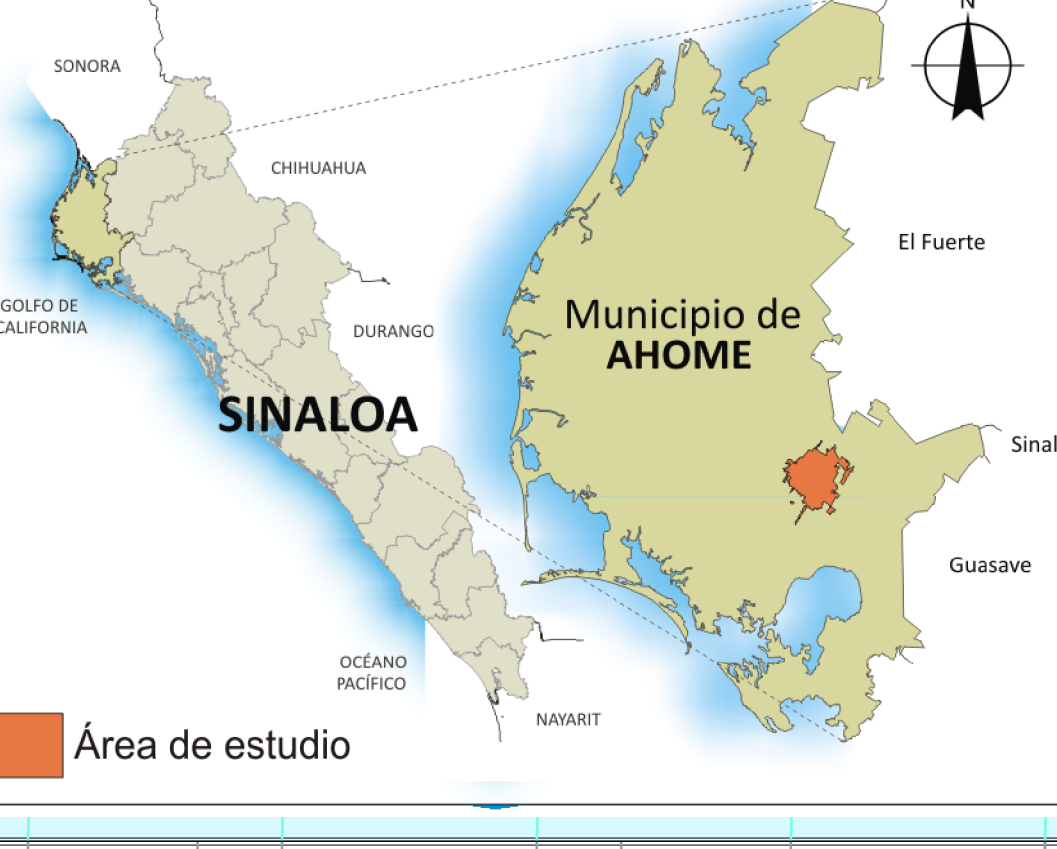 N
SONORA
CHIHUAHUA
El Fuerte
GOLFO DE
CALIFORNIA
DURANGO
Municipio de
AHOME
SINALOA
Sinal
Guasave
OCÉANO
PACÍFICO
NAYARIT
Área de estudio